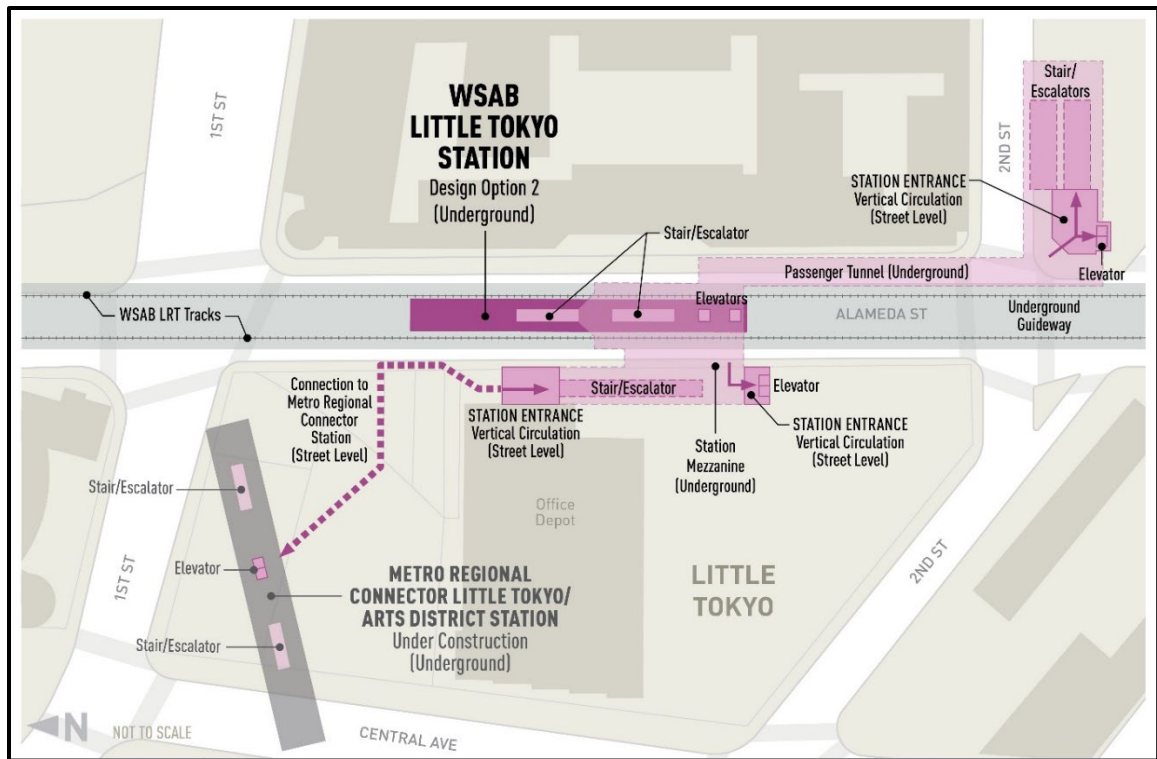 1ST ST
WSAB
LITTLE TOKYO
STATION
Design Option 2
(Underground)
2ND ST
Stair/
Escalators
STATION ENTRANCE
Vertical Circulation
(Street Level)
Stair/Escalator
Elevator
Passenger Tunnel (Underground)
WSAB LRT Tracks
Elevators
ALAMEDA ST
Underground
Guideway
Connection to
Metro Regional
Connector
Station
(Street Level)
Stair/Escalator
Elevator
STATION ENTRANCE
Vertical Circulation
(Street Level)
STATION ENTRANCE
Vertical Circulation
(Street Level)
Station
Mezzanine
(Underground)
Stair/Escalator
Office
Depot
Elevator
1ST ST
METRO REGIONAL
CONNECTOR LITTLE TOKYO/
ARTS DISTRICT STATION
Under Construction
(Underground)
LITTLE
TOKYO
2ND ST
Stair/Escalator
N
NOT TO SCALE
CENTRAL AVE